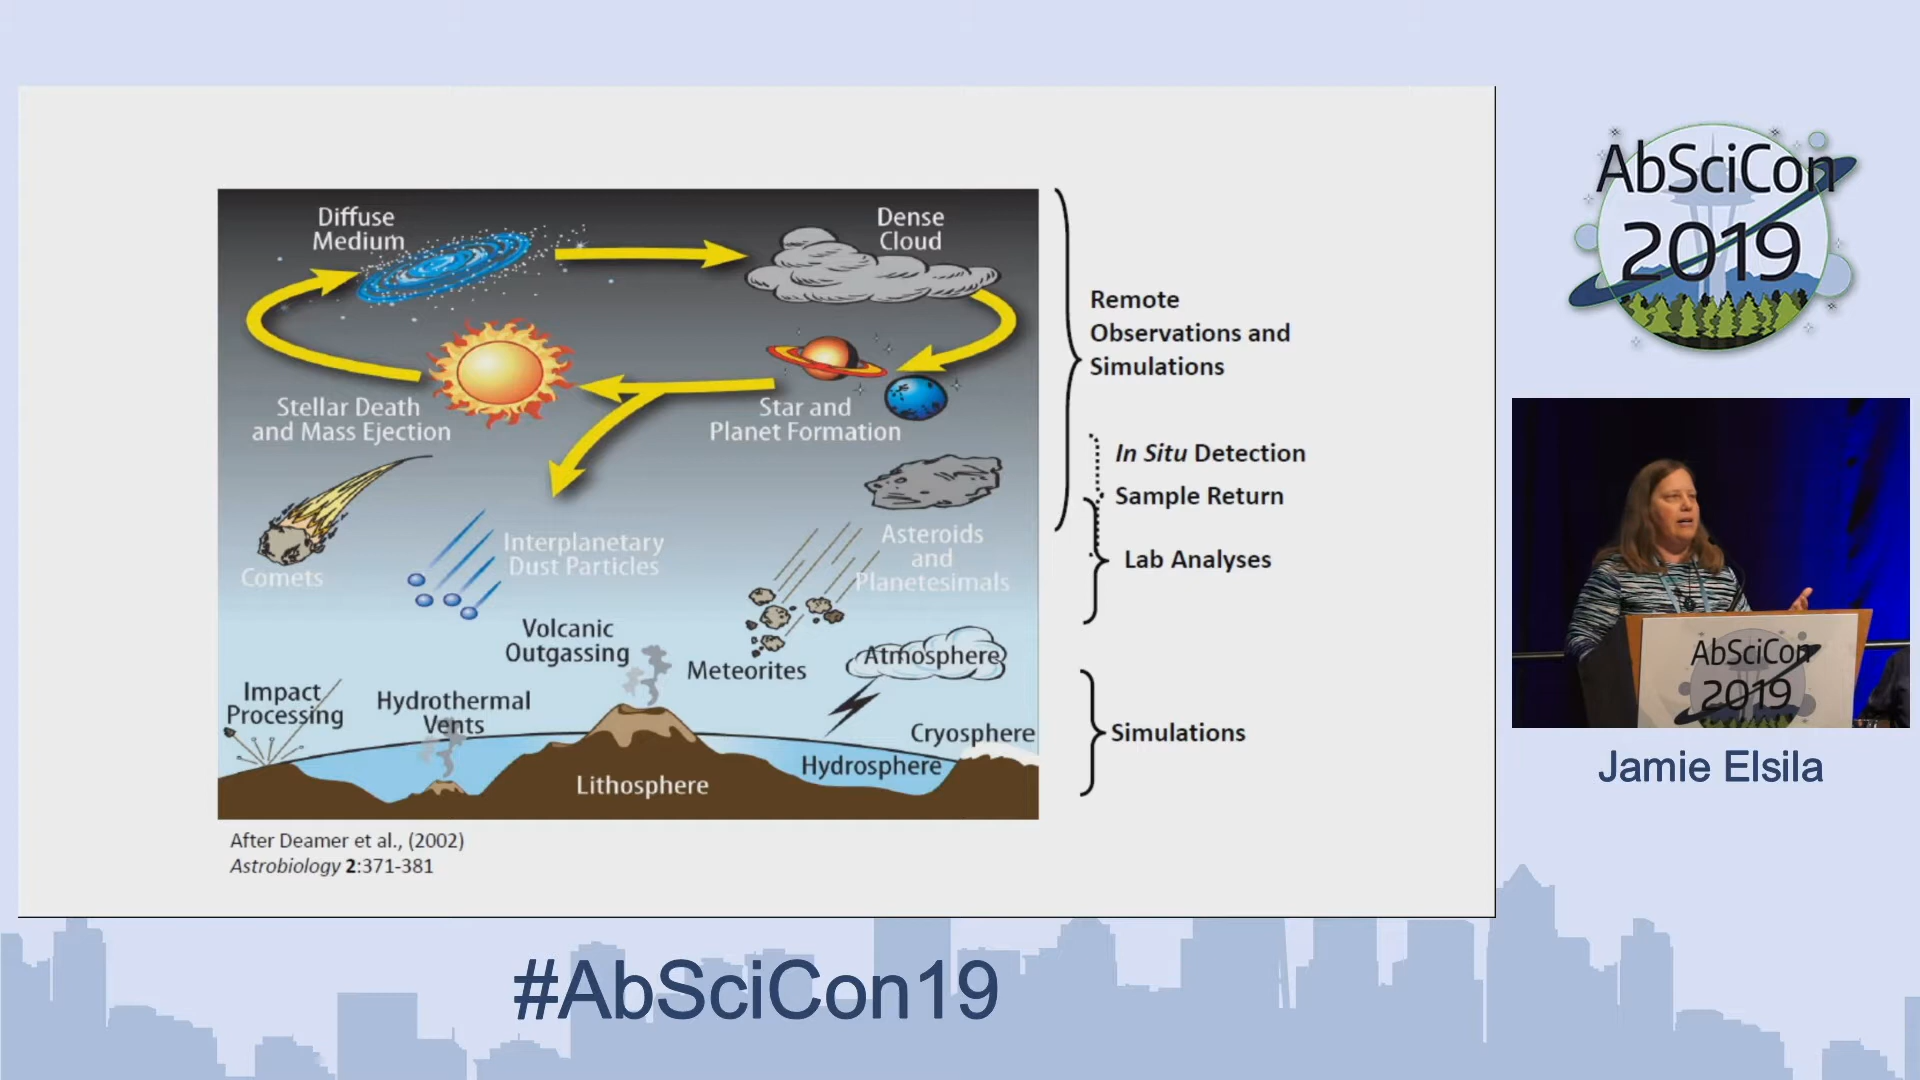 Diffuse
Medium
Dense
Cloud
Stellar Death
and Mass Ejection
Star and
Planet Formation
Comets
Interplanetary
Dust Particles
Asteroids
and
Planetesimals
Volcanic
Outgassing
Meteorites
Atmosphere
Impact
Processing
Hydrothermal
Vents
Cryosphere
Hydrosphere
Lithosphere
Remote
Observations and
Simulations
In Situ Detection
Sample Return
Lab Analyses
Simulations
After Deamer et al., (2002)
Astrobiology 2:371-381
AbSciCon
2019
AbSciCon
2019
Jamie Elsila
#AbSciCon19